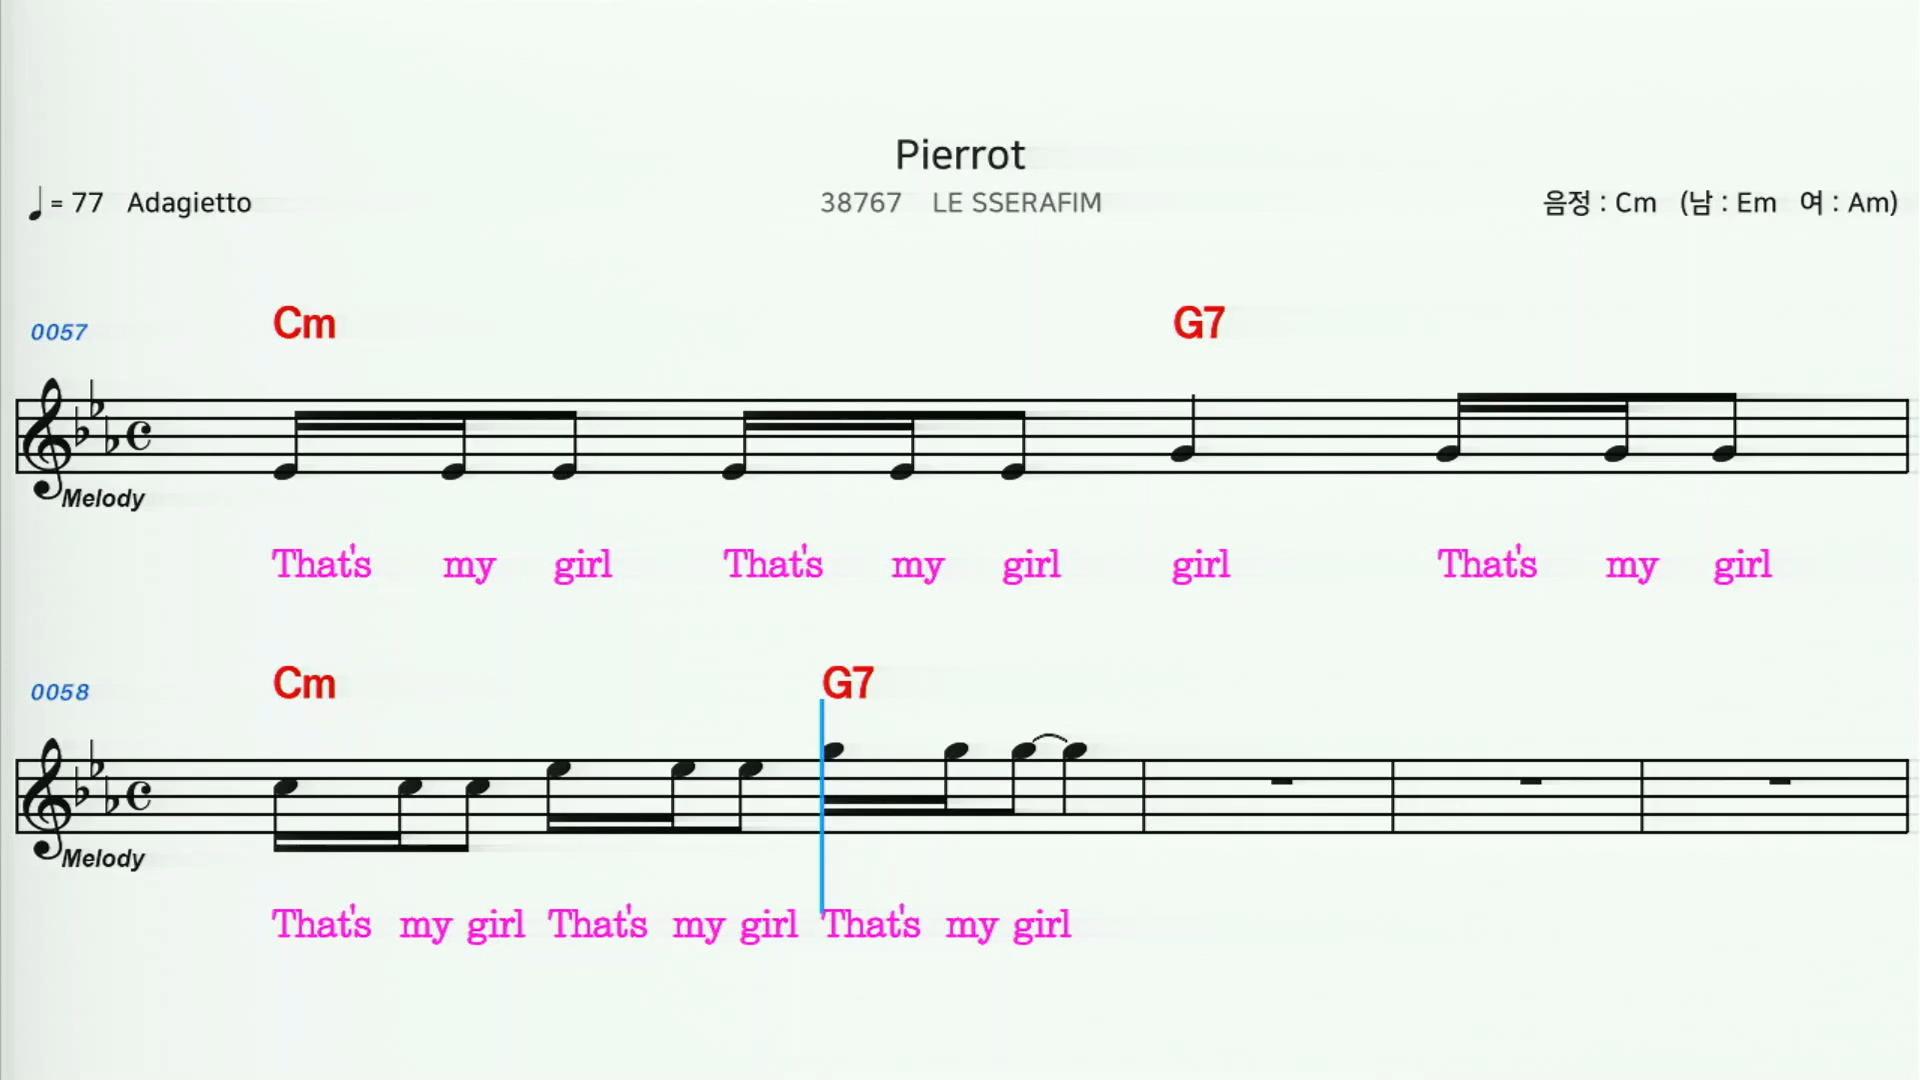 Pierrot
= 77 Adagietto
38767 LE SSERAFIM
음정 : Cm (남 : Em 여 : Am)
0057
Cm G7
Melody
That's my girl That's my girl girl That's my girl
0058
Cm G7
Melody
That's my girl That's my girl That's my girl